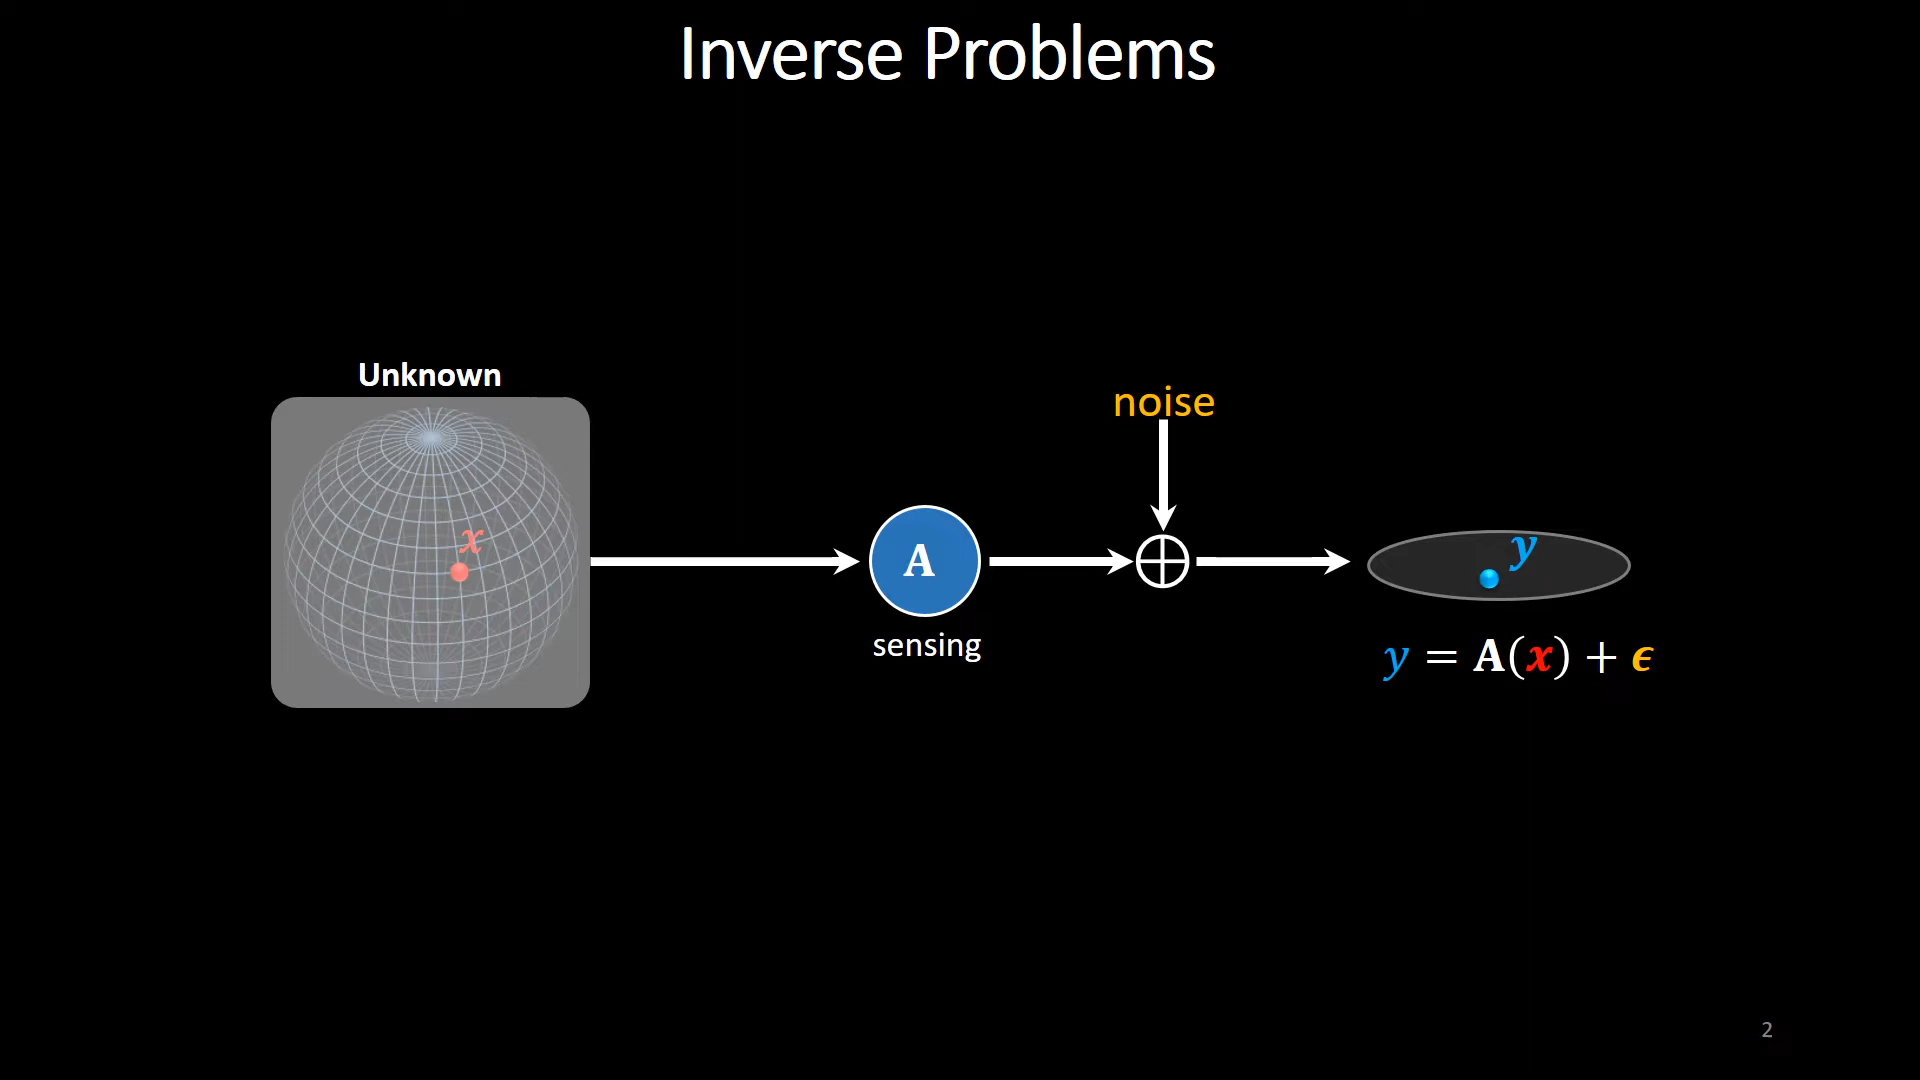 Inverse Problems
Unknown
x
A
sensing
noise
y
y = A(x) + ϵ
2